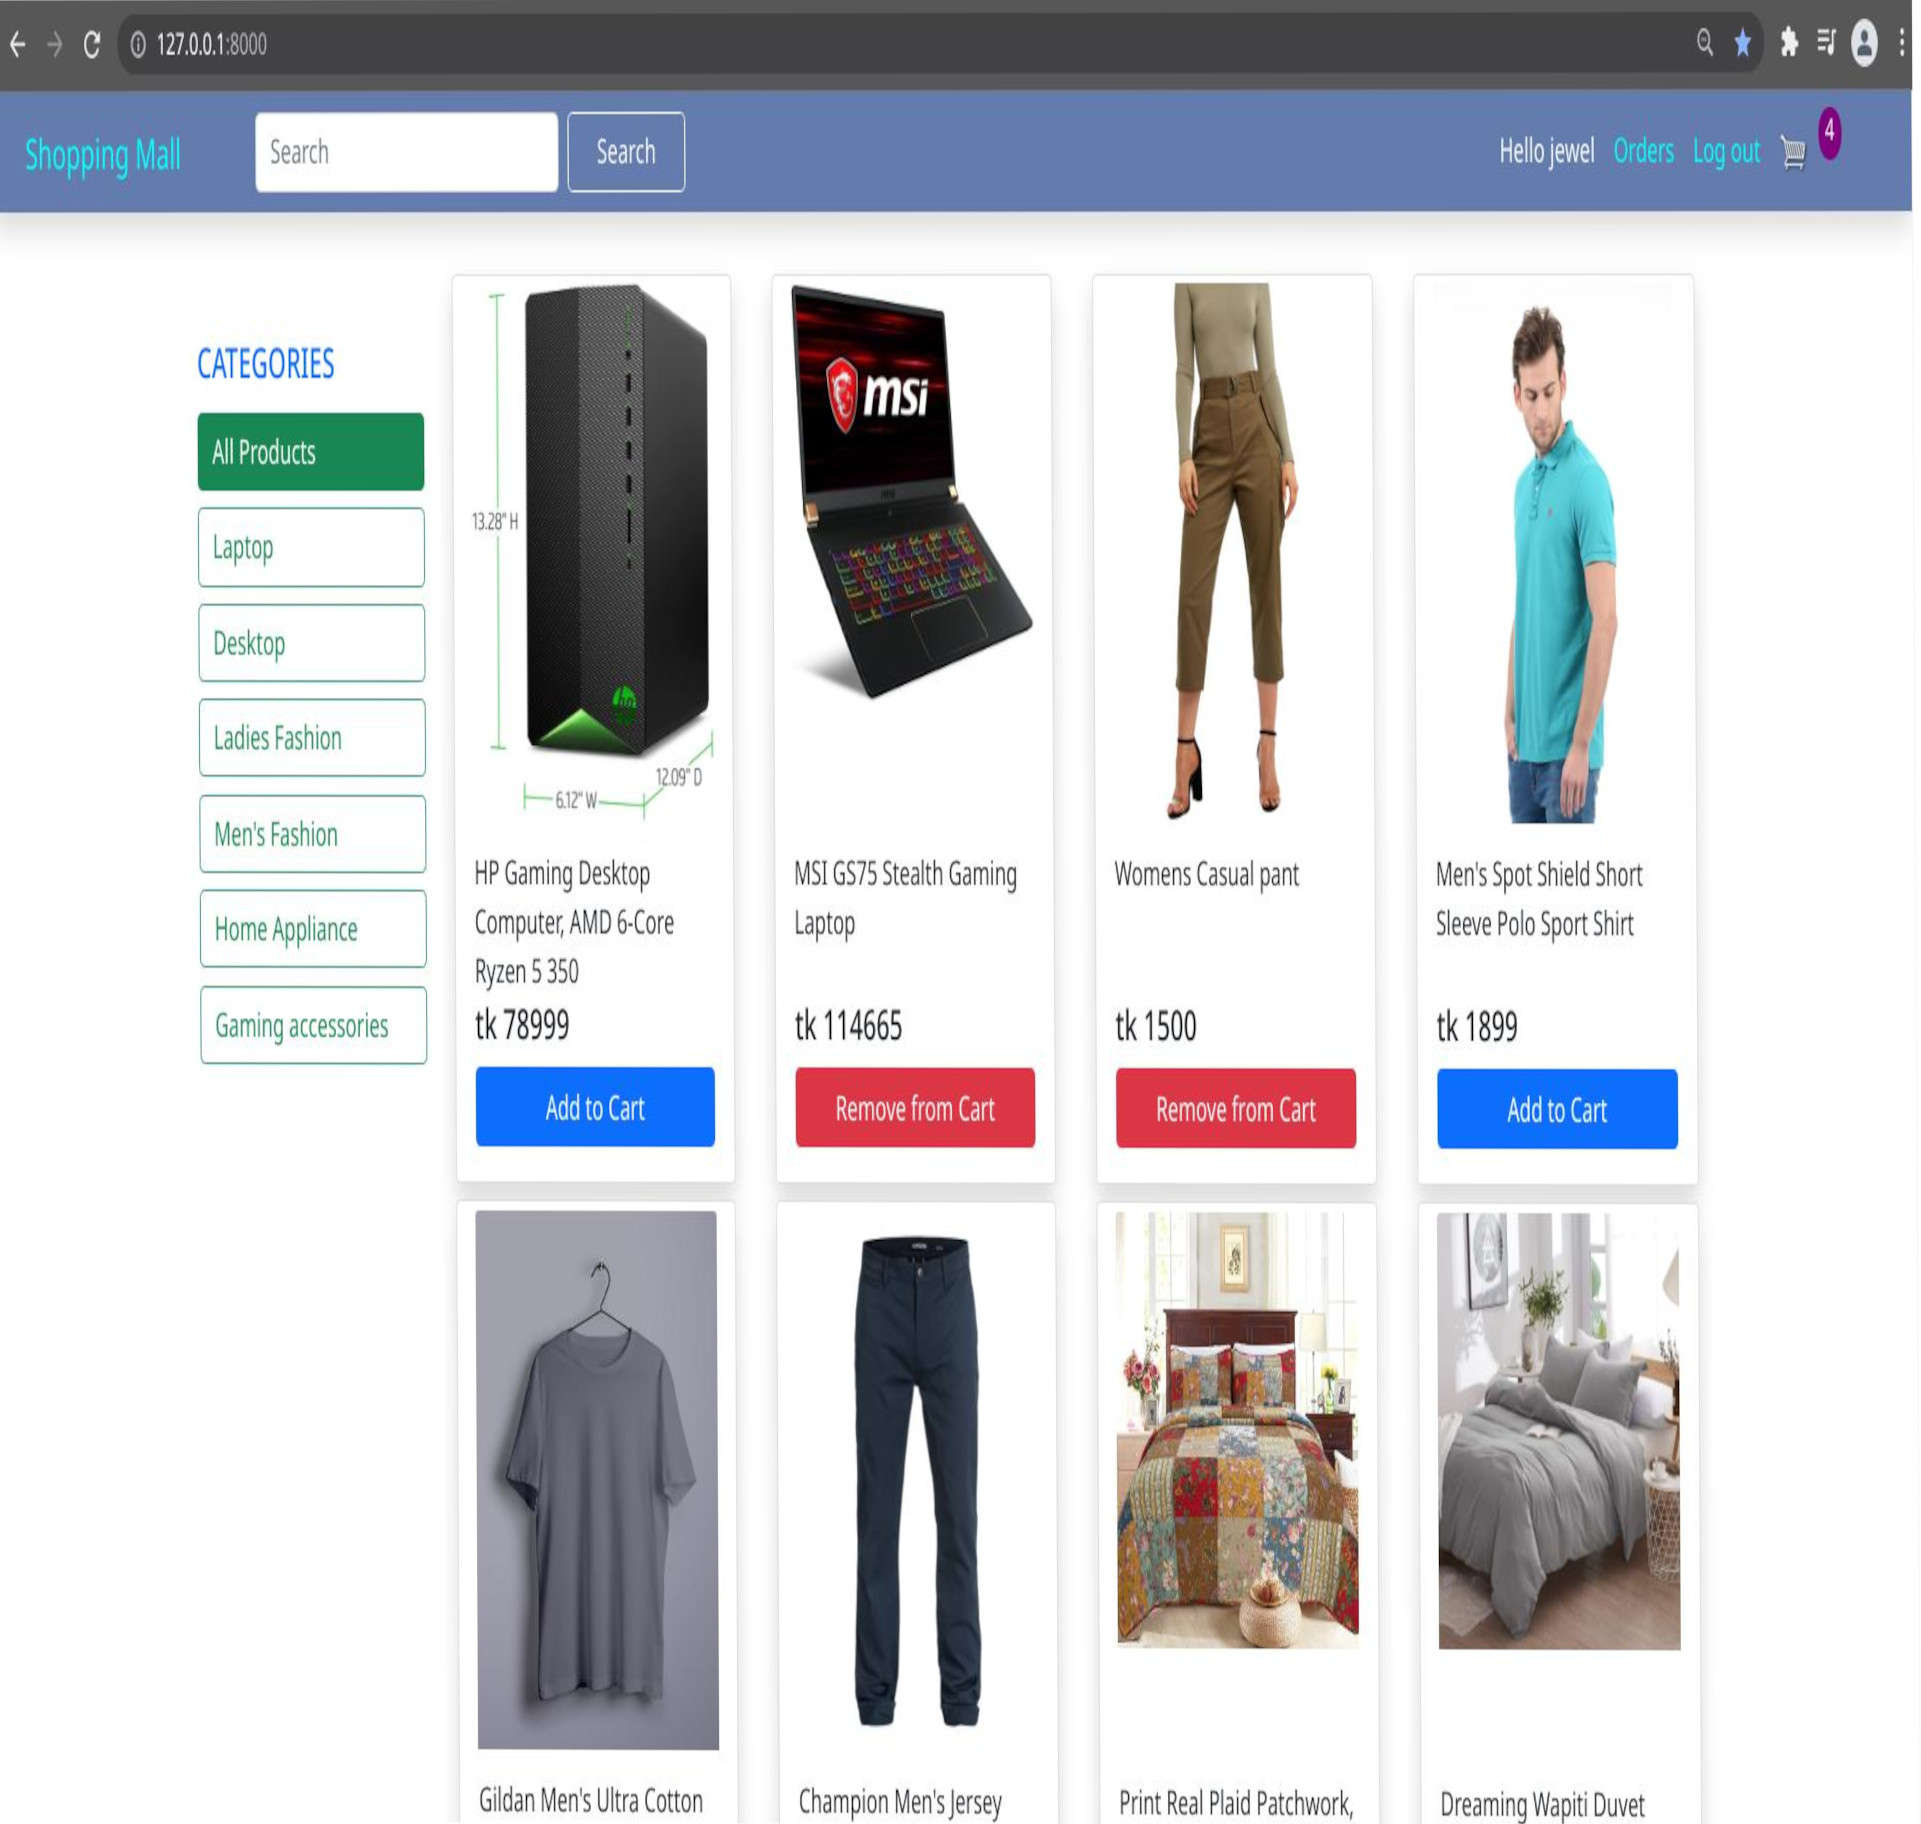 127.0.0.1:8000
Shopping Mall
Search
Search
Hello jewel
Orders
Log out
4
CATEGORIES
All Products
Laptop
Desktop
Ladies Fashion
Men's Fashion
Home Appliance
Gaming accessories
13.28" H
6.12" W
12.09" D
hp
HP Gaming Desktop
Computer, AMD 6-Core
Ryzen 5 350
tk 78999
Add to Cart
msi
MSI GS75 Stealth Gaming
Laptop
tk 114665
Remove from Cart
Womens Casual pant
tk 1500
Remove from Cart
Men's Spot Shield Short
Sleeve Polo Sport Shirt
tk 1899
Add to Cart
Gildan Men's Ultra Cotton
Champion Men's Jersey
Print Real Plaid Patchwork,
Dreaming Wapiti Duvet